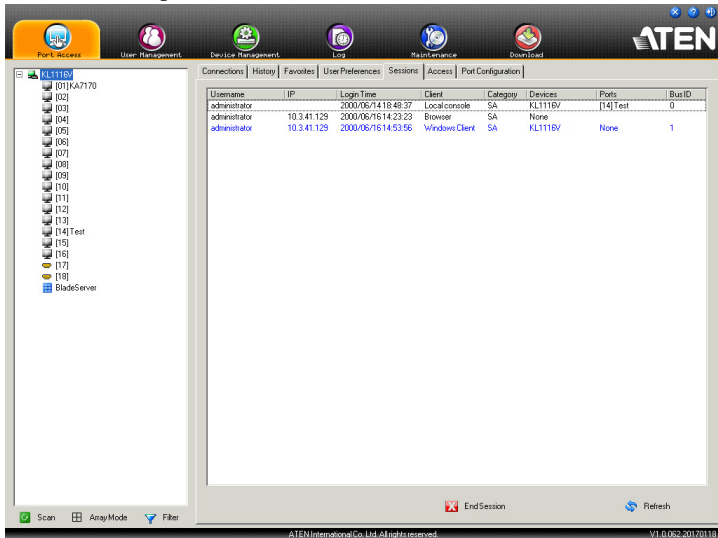 ATEN
Port Access User Management Device Management Log Maintenance Download
Connections History Favorites User Preferences Sessions Access Port Configuration
KL1116V
[01]KA7170
[02]
[03]
[04]
[05]
[06]
[07]
[08]
[09]
[10]
[11]
[12]
[13]
[14]Test
[15]
[16]
[17]
[18]
BladeServer
Username IP Login Time Client Category Devices Ports Bus ID
administrator 2000/06/14 18:48:37 Local console SA KL1116V [14]Test 0
administrator 10.3.41.129 2000/06/16 14:23:23 Browser SA None
administrator 10.3.41.129 2000/06/16 14:53:56 Windows Client SA KL1116V None 1
End Session Refresh
Scan Array Mode Filter
ATEN International Co. Ltd. All rights reserved. V1.0.062.20170118